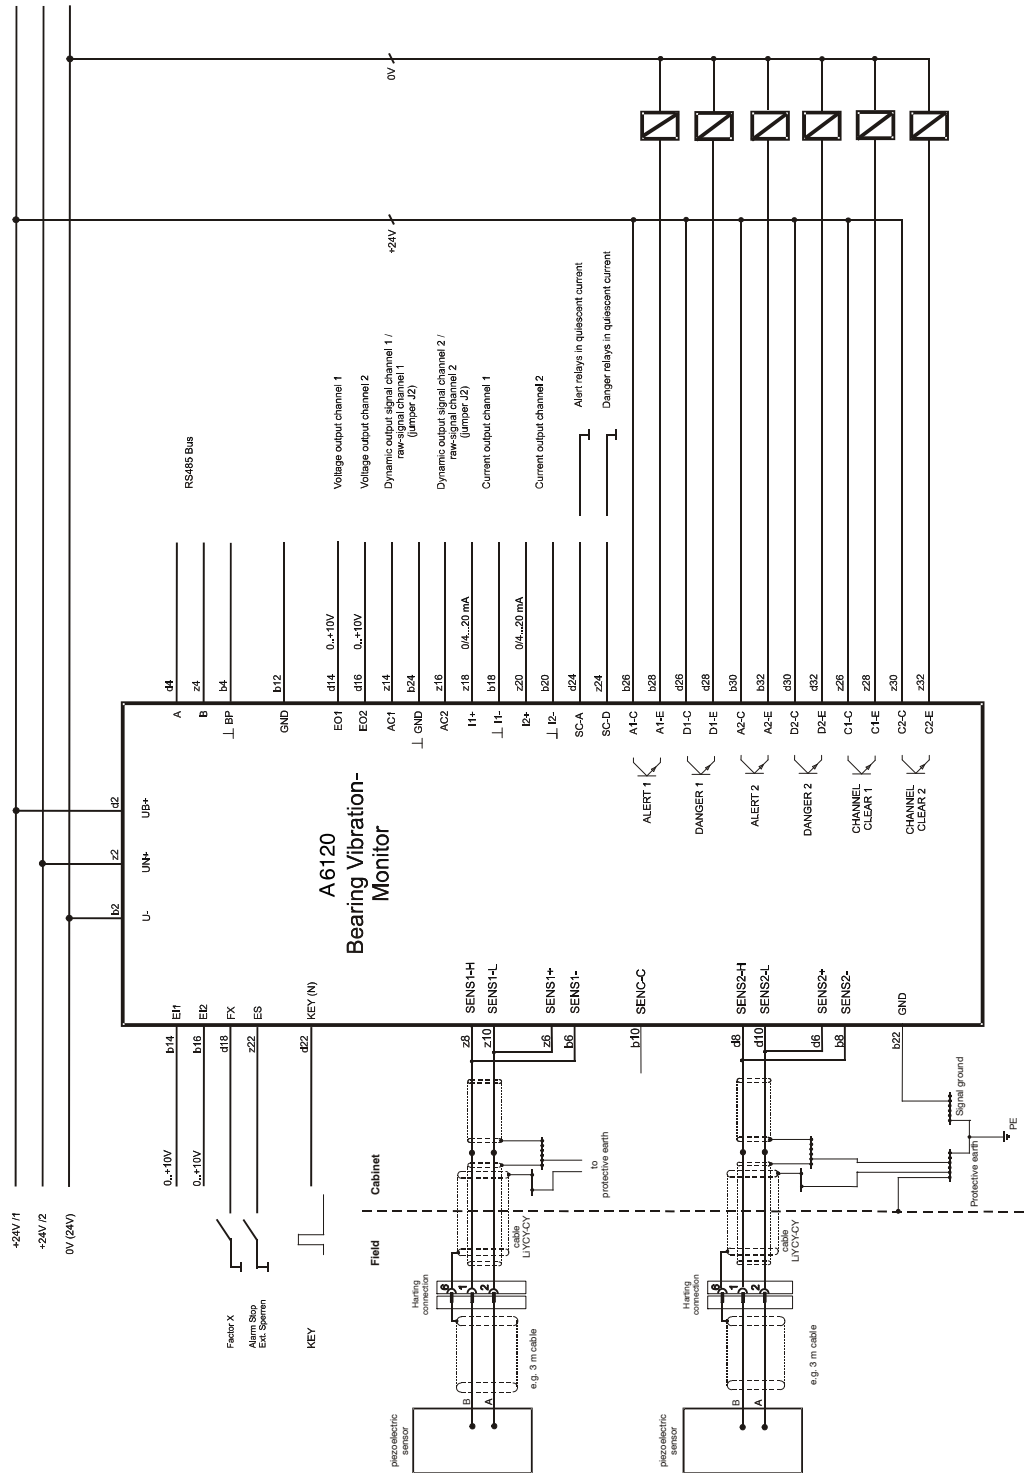 +24V /1
+24V /2
0V (24V)
0V
+24V
RS485 Bus
Voltage output channel 1
Voltage output channel 2
Dynamic output signal channel 1 /
raw-signal channel 1
(jumper J2)
Dynamic output signal channel 2 /
raw-signal channel 2
(jumper J2)
Current output channel 1
Current output channel 2
Alert relays in quiescent current
Danger relays in quiescent current
0..+10V
0..+10V
0/4...20 mA
0/4...20 mA
d4
z4
b4
b12
d14
d16
z14
b24
z16
z18
b18
z20
b20
d24
z24
b26
b28
d26
d28
b30
b32
d30
d32
z26
z28
z30
z32
A
B
BP
GND
EO1
EO2
AC1
GND
AC2
I1+
I1-
I2+
I2-
SC-A
SC-D
A1-C
A1-E
D1-C
D1-E
A2-C
A2-E
D2-C
D2-E
C1-C
C1-E
C2-C
C2-E
ALERT 1
DANGER 1
ALERT 2
DANGER 2
CHANNEL
CLEAR 1
CHANNEL
CLEAR 2
d2
z2
b2
UB+
UN+
U-
A6120
Bearing Vibration-
Monitor
EI1
EI2
FX
ES
KEY (N)
SENS1-H
SENS1-L
SENS1+
SENS1-
SENC-C
SENS2-H
SENS2-L
SENS2+
SENS2-
GND
b14
b16
d18
z22
d22
z8
z10
z6
b6
b10
d8
d10
d6
b8
b22
0..+10V
0..+10V
Factor X
Alarm Stop
Ext. Sperren
KEY
Cabinet
Field
to
protective earth
Signal ground
Protective earth
PE
cable
LiYCY-CY
cable
LiYCY-CY
Harting
connection
6
1
2
Harting
connection
6
1
2
e.g. 3 m cable
e.g. 3 m cable
B
A
B
A
piezoelectric
sensor
piezoelectric
sensor